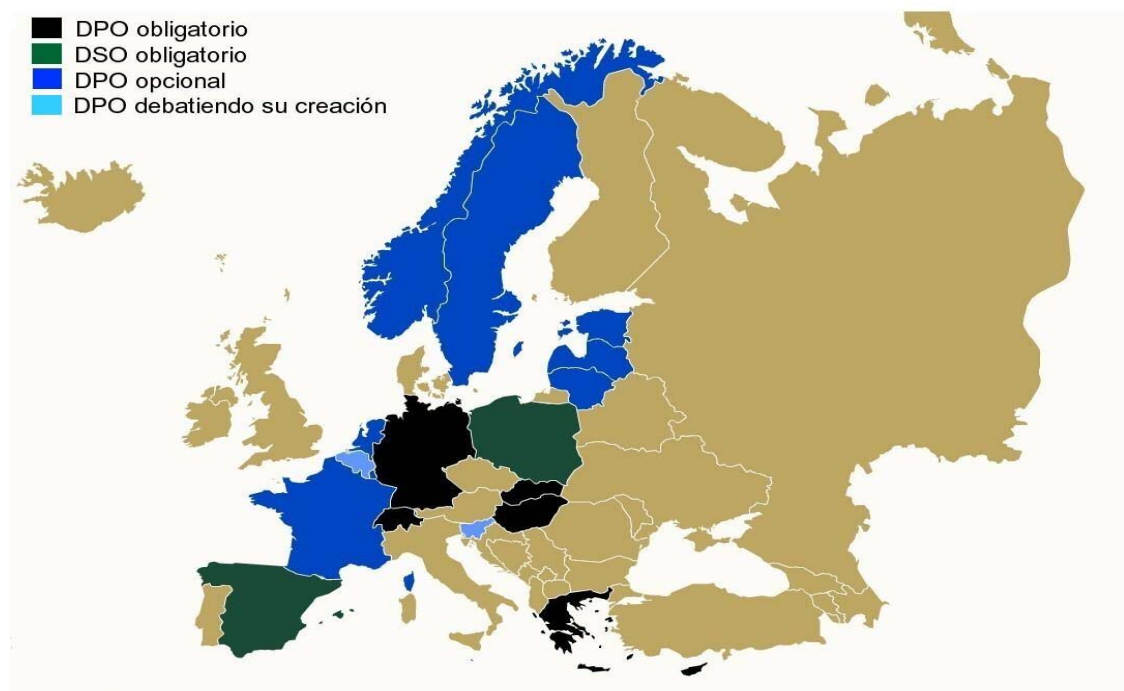 DPO obligatorio
DSO obligatorio
DPO opcional
DPO debatiendo su creación